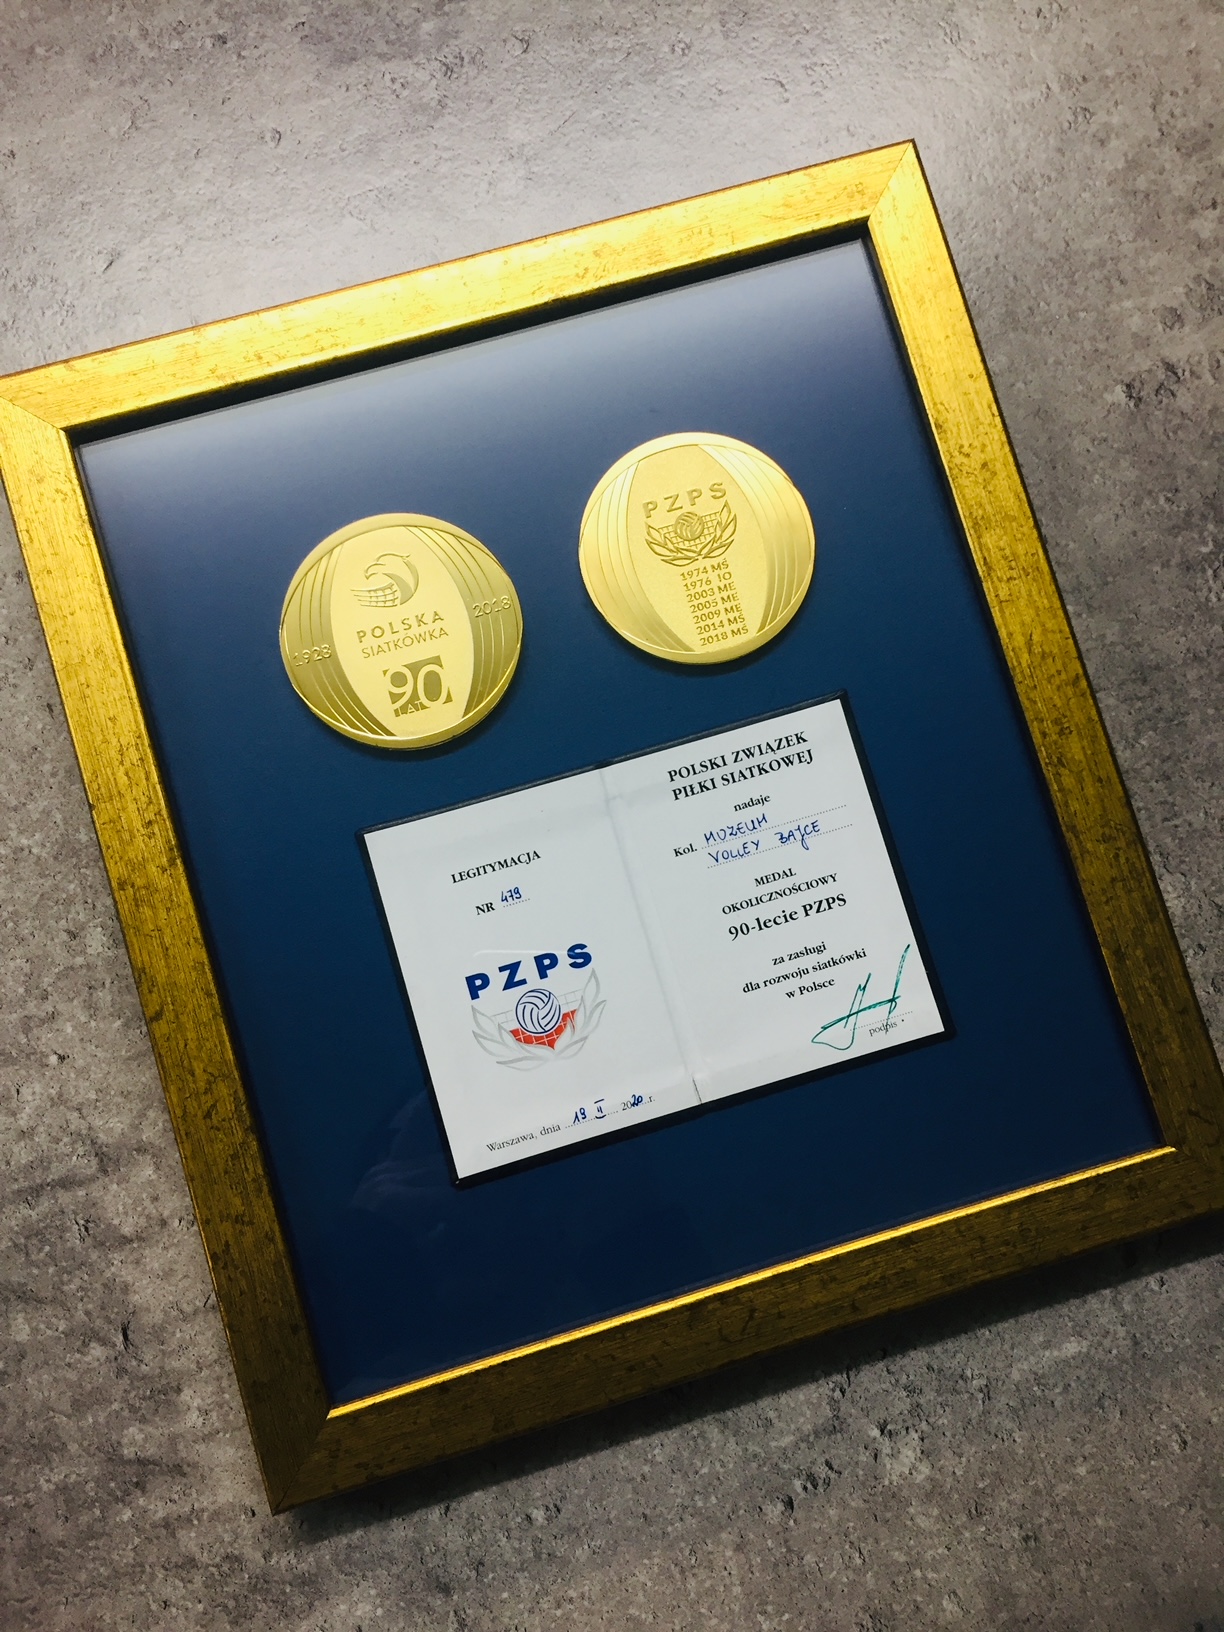 POLSKA
SIATKÓWKA
1928
2018
90
LAT
PZPS
1974 MŚ
1976 IO
2003 ME
2005 ME
2009 ME
2014 MŚ
2018 MŚ
LEGITYMACJA
NR 479
PZPS
Warszawa, dnia 19 II 2020 r.
POLSKI ZWIĄZEK
PIŁKI SIATKOWEJ
nadaje
Kol. MUZEUM
VOLLEY BAJCE
MEDAL
OKOLICZNOŚCIOWY
90-lecie PZPS
za zasługi
dla rozwoju siatkówki
w Polsce
podpis